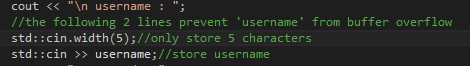 cout << "\n username : ";
//the following 2 lines prevent 'username' from buffer overflow
std::cin.width(5);//only store 5 characters
std::cin >> username;//store username